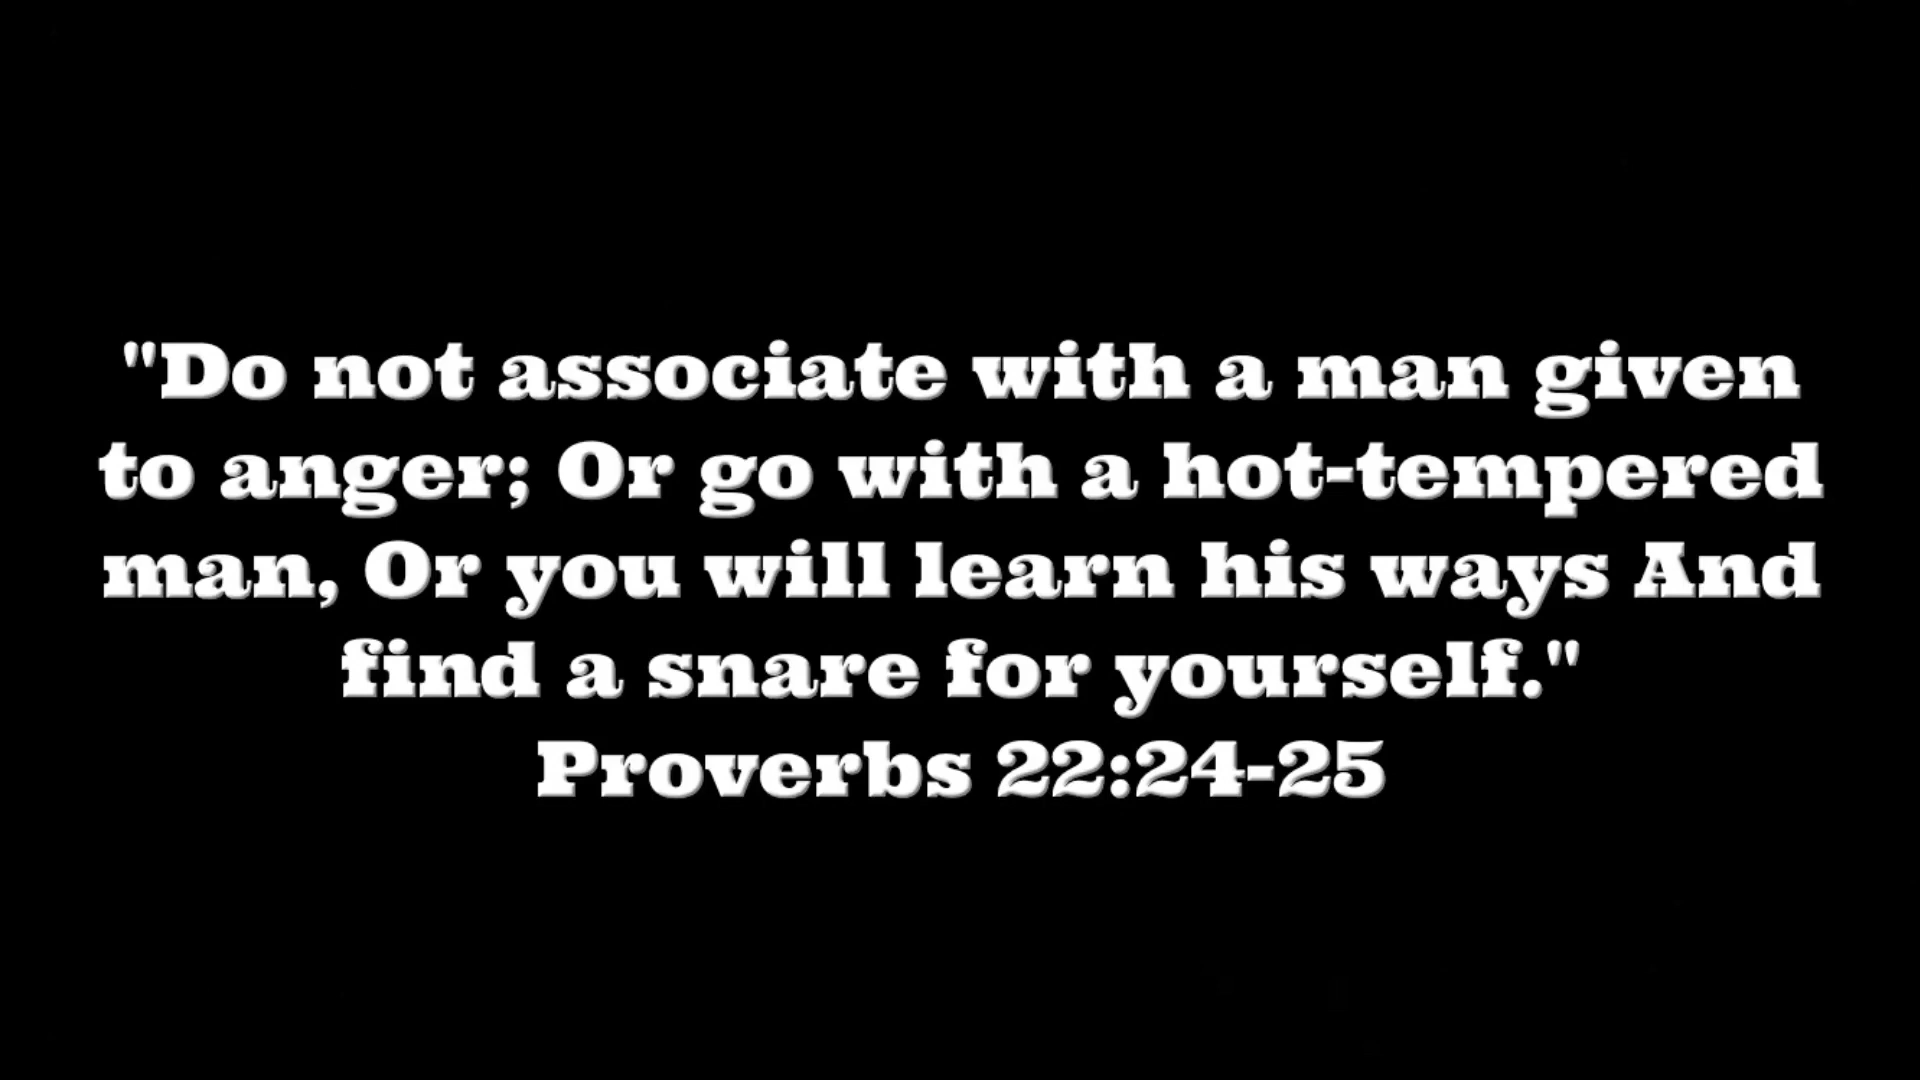 "Do not associate with a man given
to anger; Or go with a hot-tempered
man, Or you will learn his ways And
find a snare for yourself."
Proverbs 22:24-25